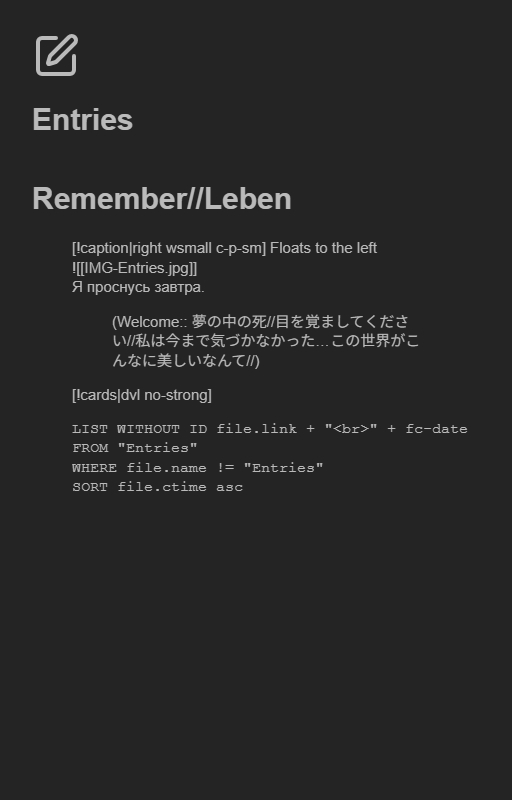 Entries
Remember//Leben
[!caption|right wsmall c-p-sm] Floats to the left
![[IMG-Entries.jpg]]
Я проснусь завтра.
(Welcome:: 夢の中の死//目を覚ましてくださ
い//私は今まで気づかなかった…この世界がこ
んなに美しいなんて//)
[!cards|dvl no-strong]
LIST WITHOUT ID file.link + "<br>" + fc-date
FROM "Entries"
WHERE file.name != "Entries"
SORT file.ctime asc